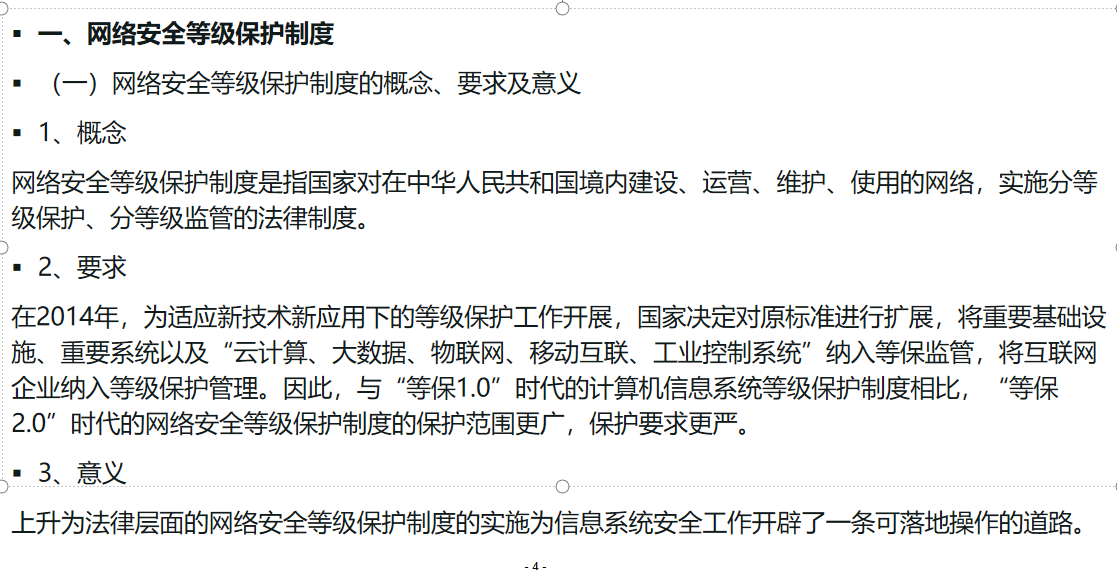 ▪ 一、网络安全等级保护制度
▪ （一）网络安全等级保护制度的概念、要求及意义
▪ 1、概念
网络安全等级保护制度是指国家对在中华人民共和国境内建设、运营、维护、使用的网络，实施分等
级保护、分等级监管的法律制度。
▪ 2、要求
在2014年，为适应新技术新应用下的等级保护工作开展，国家决定对原标准进行扩展，将重要基础设
施、重要系统以及“云计算、大数据、物联网、移动互联、工业控制系统”纳入等保监管，将互联网
企业纳入等级保护管理。因此，与“等保1.0”时代的计算机信息系统等级保护制度相比，“等保
2.0”时代的网络安全等级保护制度的保护范围更广，保护要求更严。
▪ 3、意义
上升为法律层面的网络安全等级保护制度的实施为信息系统安全工作开辟了一条可落地操作的道路。
- 4 -